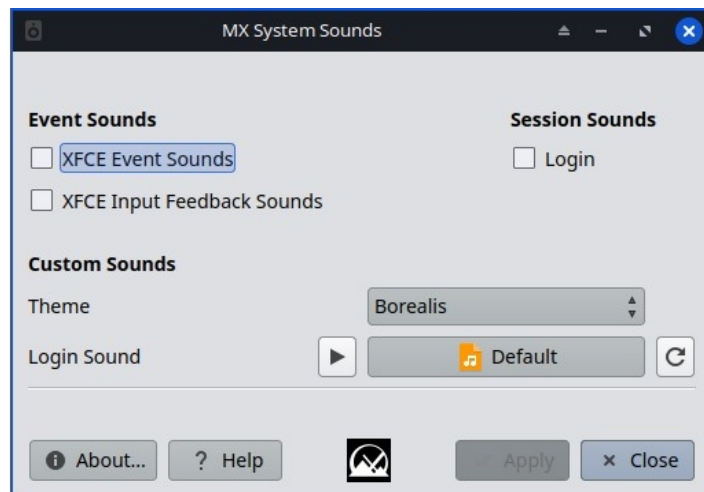 MX System Sounds
Event Sounds
Session Sounds
XFCE Event Sounds
Login
XFCE Input Feedback Sounds
Custom Sounds
Theme
Borealis
Login Sound
Default
About...
? Help
Apply
Close